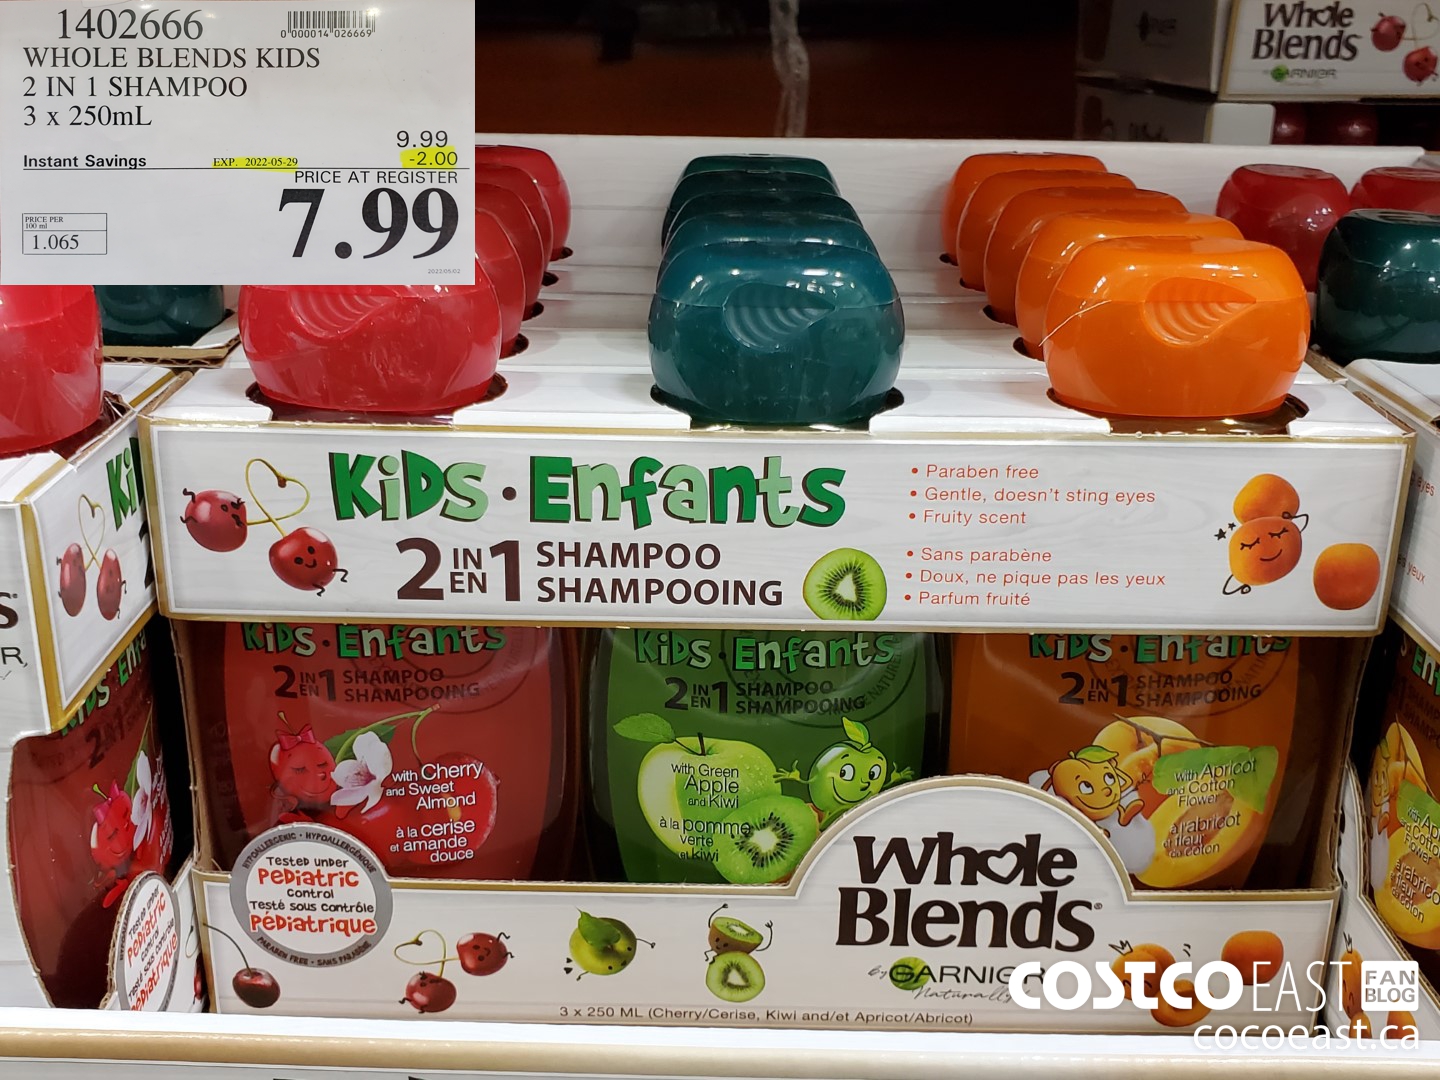 1402666
0 000014 026669
WHOLE BLENDS KIDS
2 IN 1 SHAMPOO
3 x 250mL
9.99
Instant Savings EXP. 2022-05-29 -2.00
PRICE AT REGISTER
7.99
PRICE PER
100 ml
1.065
Whole
Blends
by GARNIER
KiDS • Enfants
2 IN EN 1 SHAMPOO
SHAMPOOING
• Paraben free
• Gentle, doesn't sting eyes
• Fruity scent
• Sans parabène
• Doux, ne pique pas les yeux
• Parfum fruité
KiDS • Enfants
2 IN EN 1 SHAMPOO
SHAMPOOING
with Cherry
and Sweet
Almond
à la cerise
et amande
douce
KiDS • Enfants
2 IN EN 1 SHAMPOO
SHAMPOOING
with Green
Apple
and Kiwi
à la pomme
verte
et kiwi
KiDS • Enfants
2 IN EN 1 SHAMPOO
SHAMPOOING
with Apricot
and Cotton
Flower
à l'abricot
et fleur
de coton
HYPOALLERGENIC • HYPOALLERGÉNIQUE
Tested under
Pediatric
control
Testé sous contrôle
Pédiatrique
PARABEN FREE • SANS PARABÈNE
Whole
Blends®
by GARNIER
Naturally!
3 x 250 ML (Cherry/Cerise, Kiwi and/et Apricot/Abricot)
COSTCO EAST FAN
BLOG
cocoeast.ca